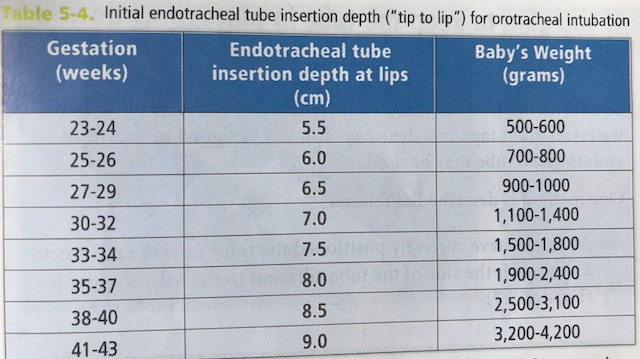 Table 5-4. Initial endotracheal tube insertion depth ("tip to lip") for orotracheal intubation
Gestation (weeks) Endotracheal tube insertion depth at lips (cm) Baby's Weight (grams)
23-24 5.5 500-600
25-26 6.0 700-800
27-29 6.5 900-1000
30-32 7.0 1,100-1,400
33-34 7.5 1,500-1,800
35-37 8.0 1,900-2,400
38-40 8.5 2,500-3,100
41-43 9.0 3,200-4,200